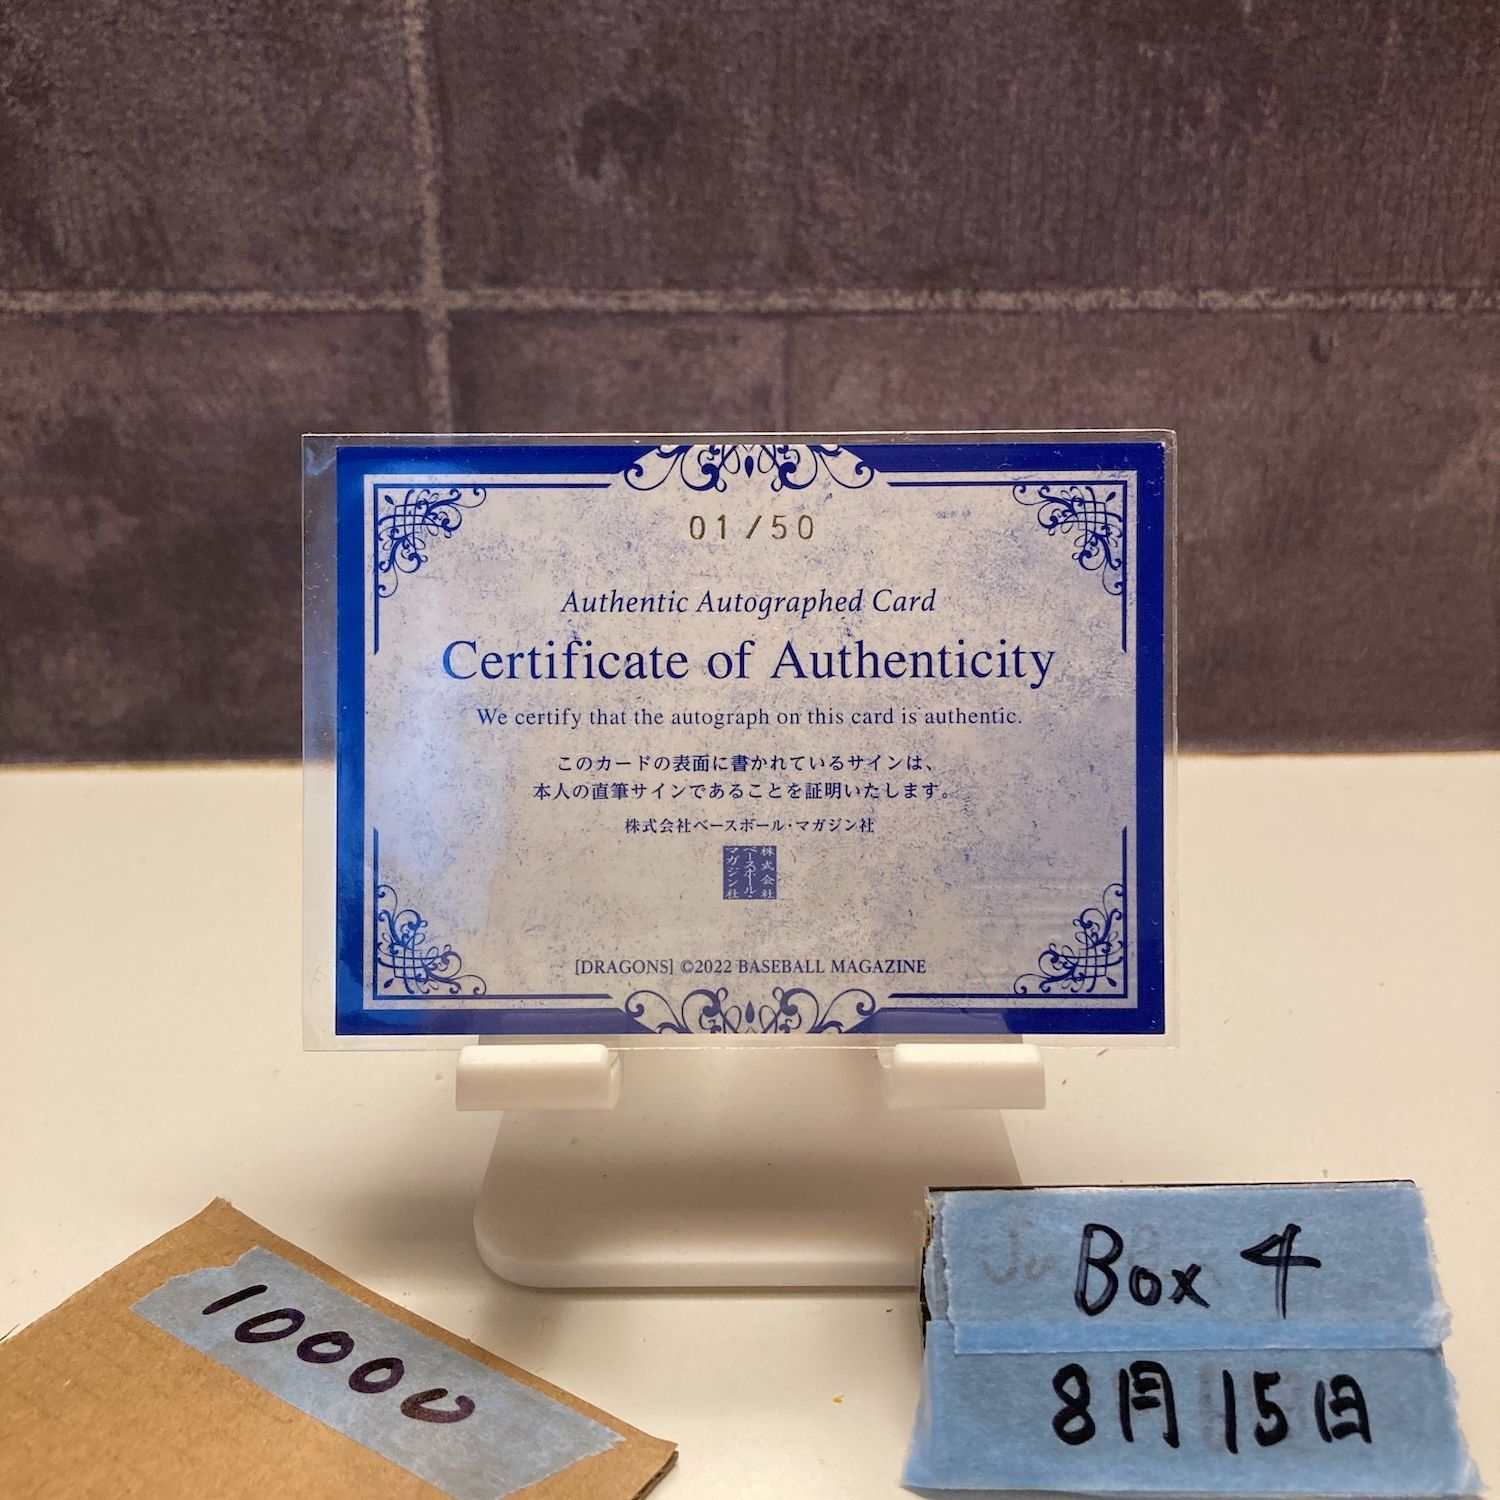 01/50
Authentic Autographed Card
Certificate of Authenticity
We certify that the autograph on this card is authentic.
このカードの表面に書かれているサインは、
本人の直筆サインであることを証明いたします。
株式会社ベースボール・マガジン社
株式会社
ベースボール・
マガジン社
[DRAGONS] ©2022 BASEBALL MAGAZINE
10000
Box 4
8月15日